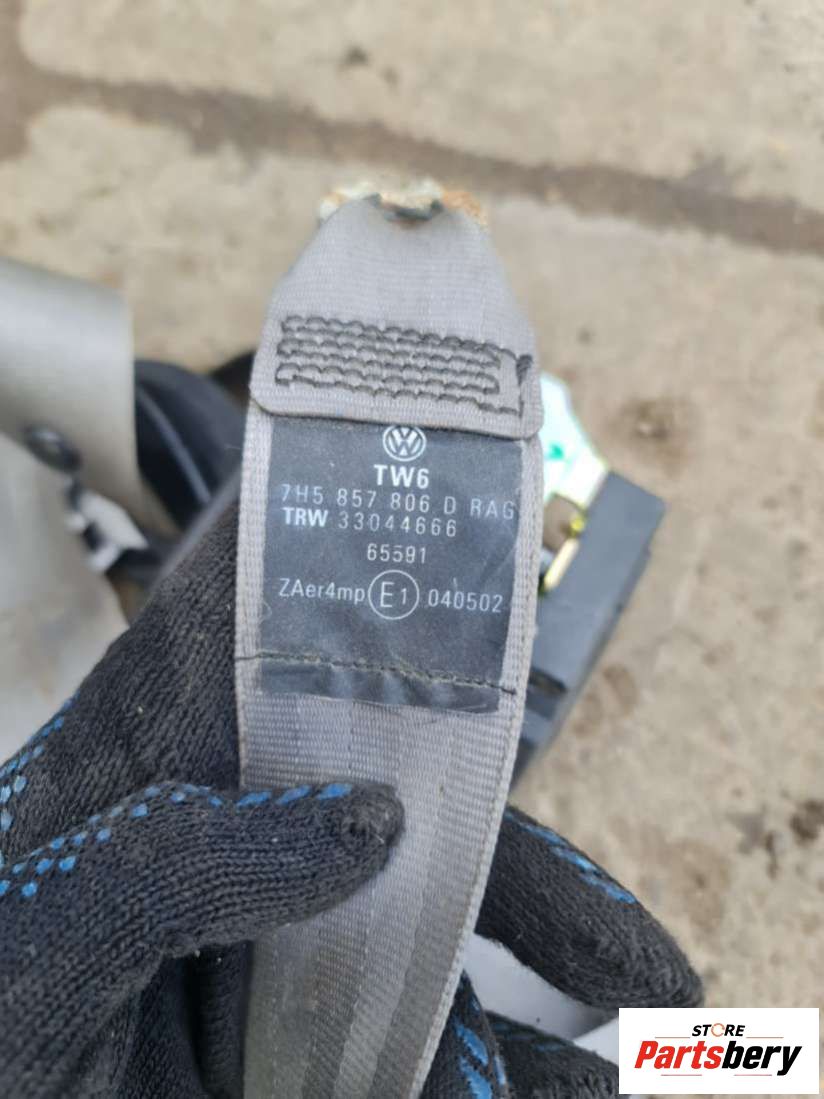 TW6
7H5 857 806 D RAG
TRW 33044666
65591
ZAer4mp E1 040502
STORE
Partsbery